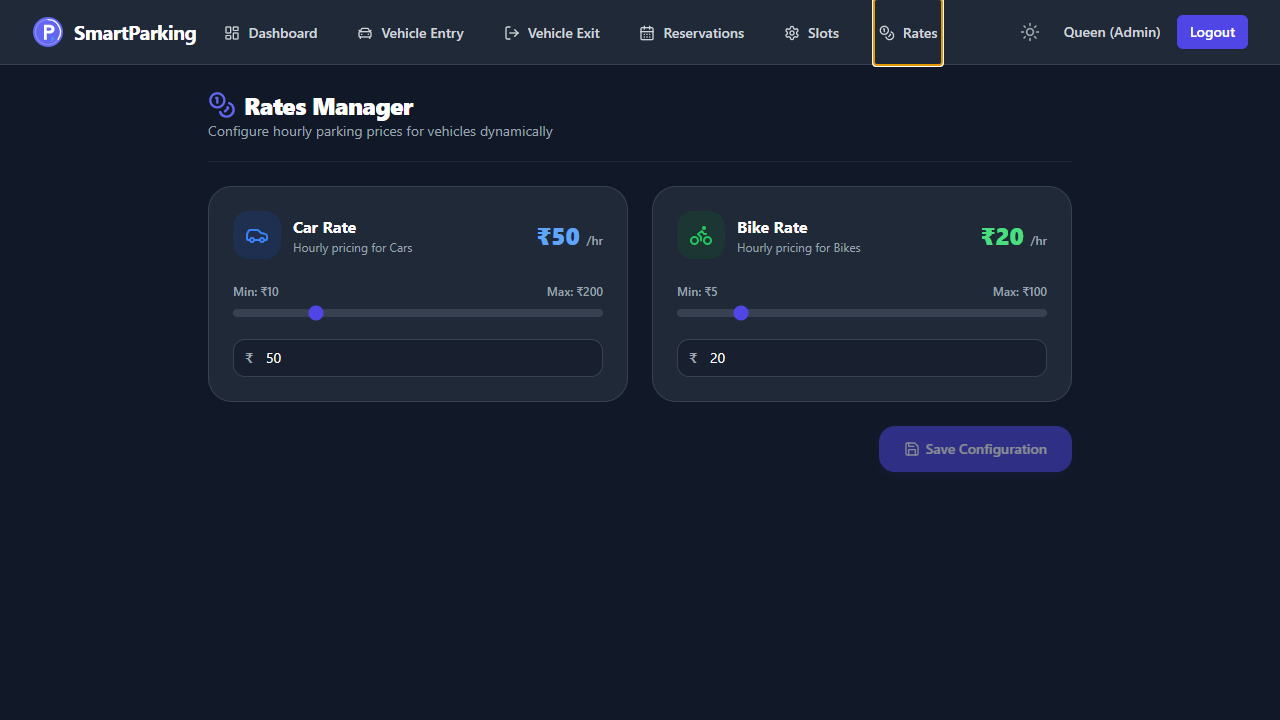 SmartParking Dashboard Vehicle Entry Vehicle Exit Reservations Slots Rates Queen (Admin) Logout
Rates Manager
Configure hourly parking prices for vehicles dynamically
Car Rate
Hourly pricing for Cars
₹50 /hr
Min: ₹10 Max: ₹200
₹ 50
Bike Rate
Hourly pricing for Bikes
₹20 /hr
Min: ₹5 Max: ₹100
₹ 20
Save Configuration